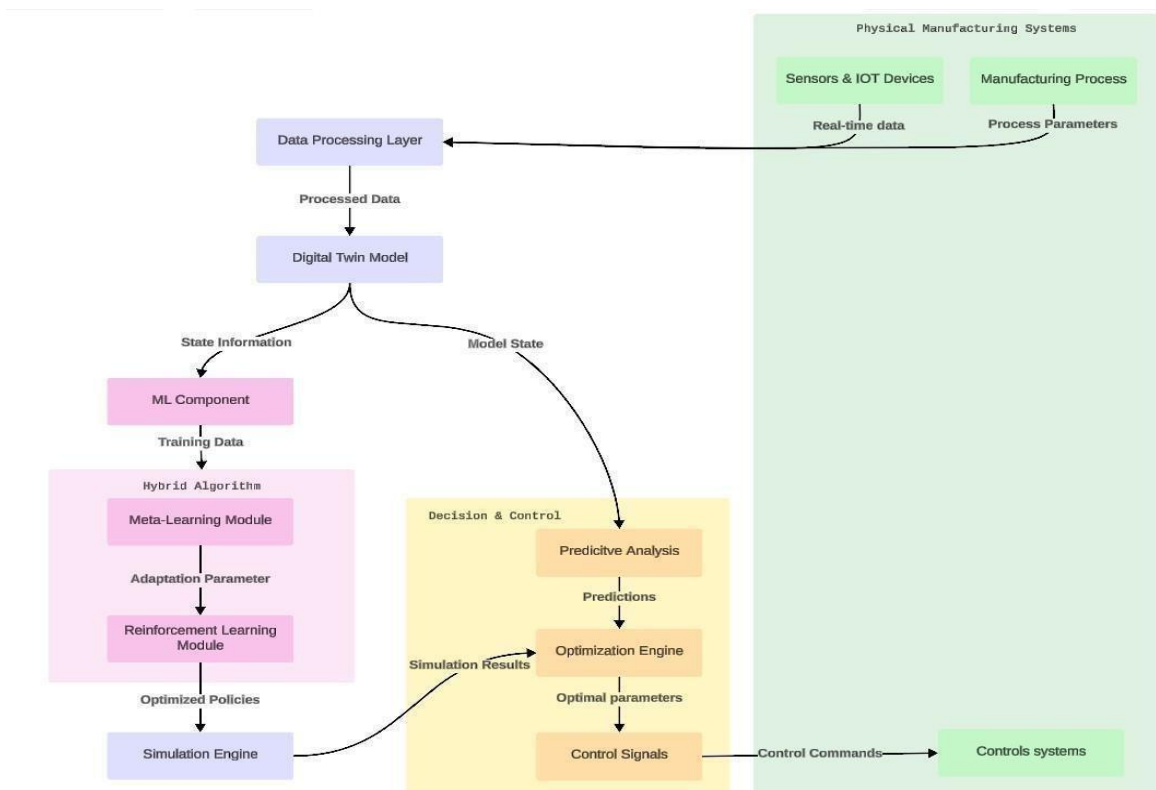 Physical Manufacturing Systems
Sensors & IOT Devices
Manufacturing Process
Real-time data
Process Parameters
Data Processing Layer
Processed Data
Digital Twin Model
State Information
Model State
ML Component
Training Data
Hybrid Algorithm
Meta-Learning Module
Decision & Control
Predicitve Analysis
Adaptation Parameter
Predictions
Reinforcement Learning
Module
Optimization Engine
Simulation Results
Optimized Policies
Optimal parameters
Simulation Engine
Control Signals
Control Commands
Controls systems